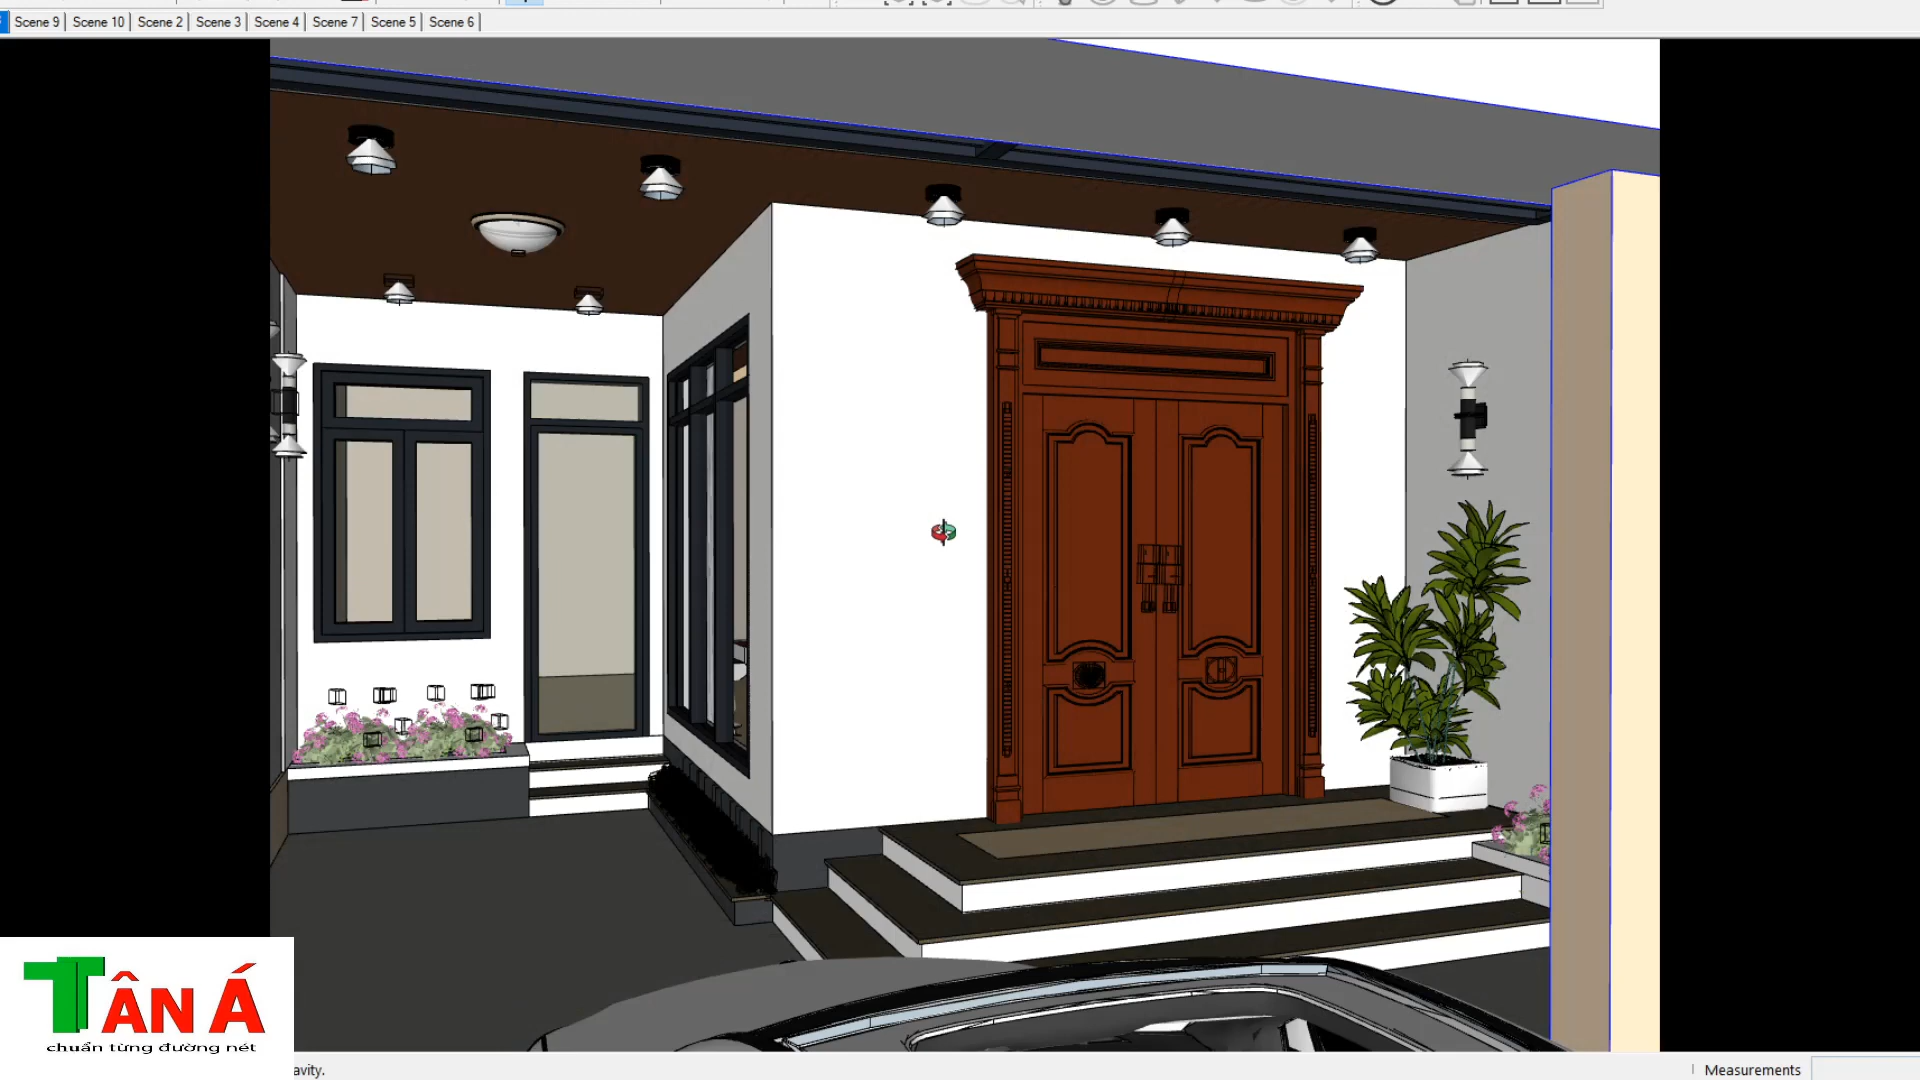 Scene 9 Scene 10 Scene 2 Scene 3 Scene 4 Scene 7 Scene 5 Scene 6
TÂN Á
chuẩn từng đường nét
avity.
Measurements